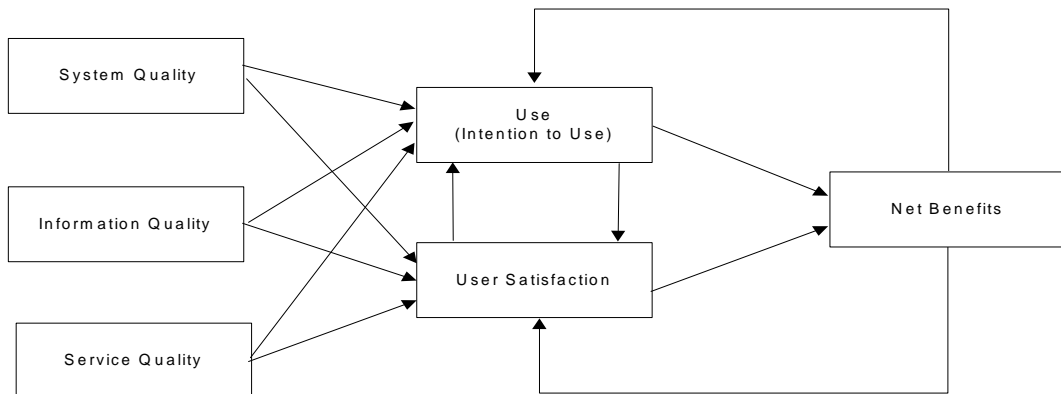 System Quality
Use
(Intention to Use)
Net Benefits
Information Quality
User Satisfaction
Service Quality